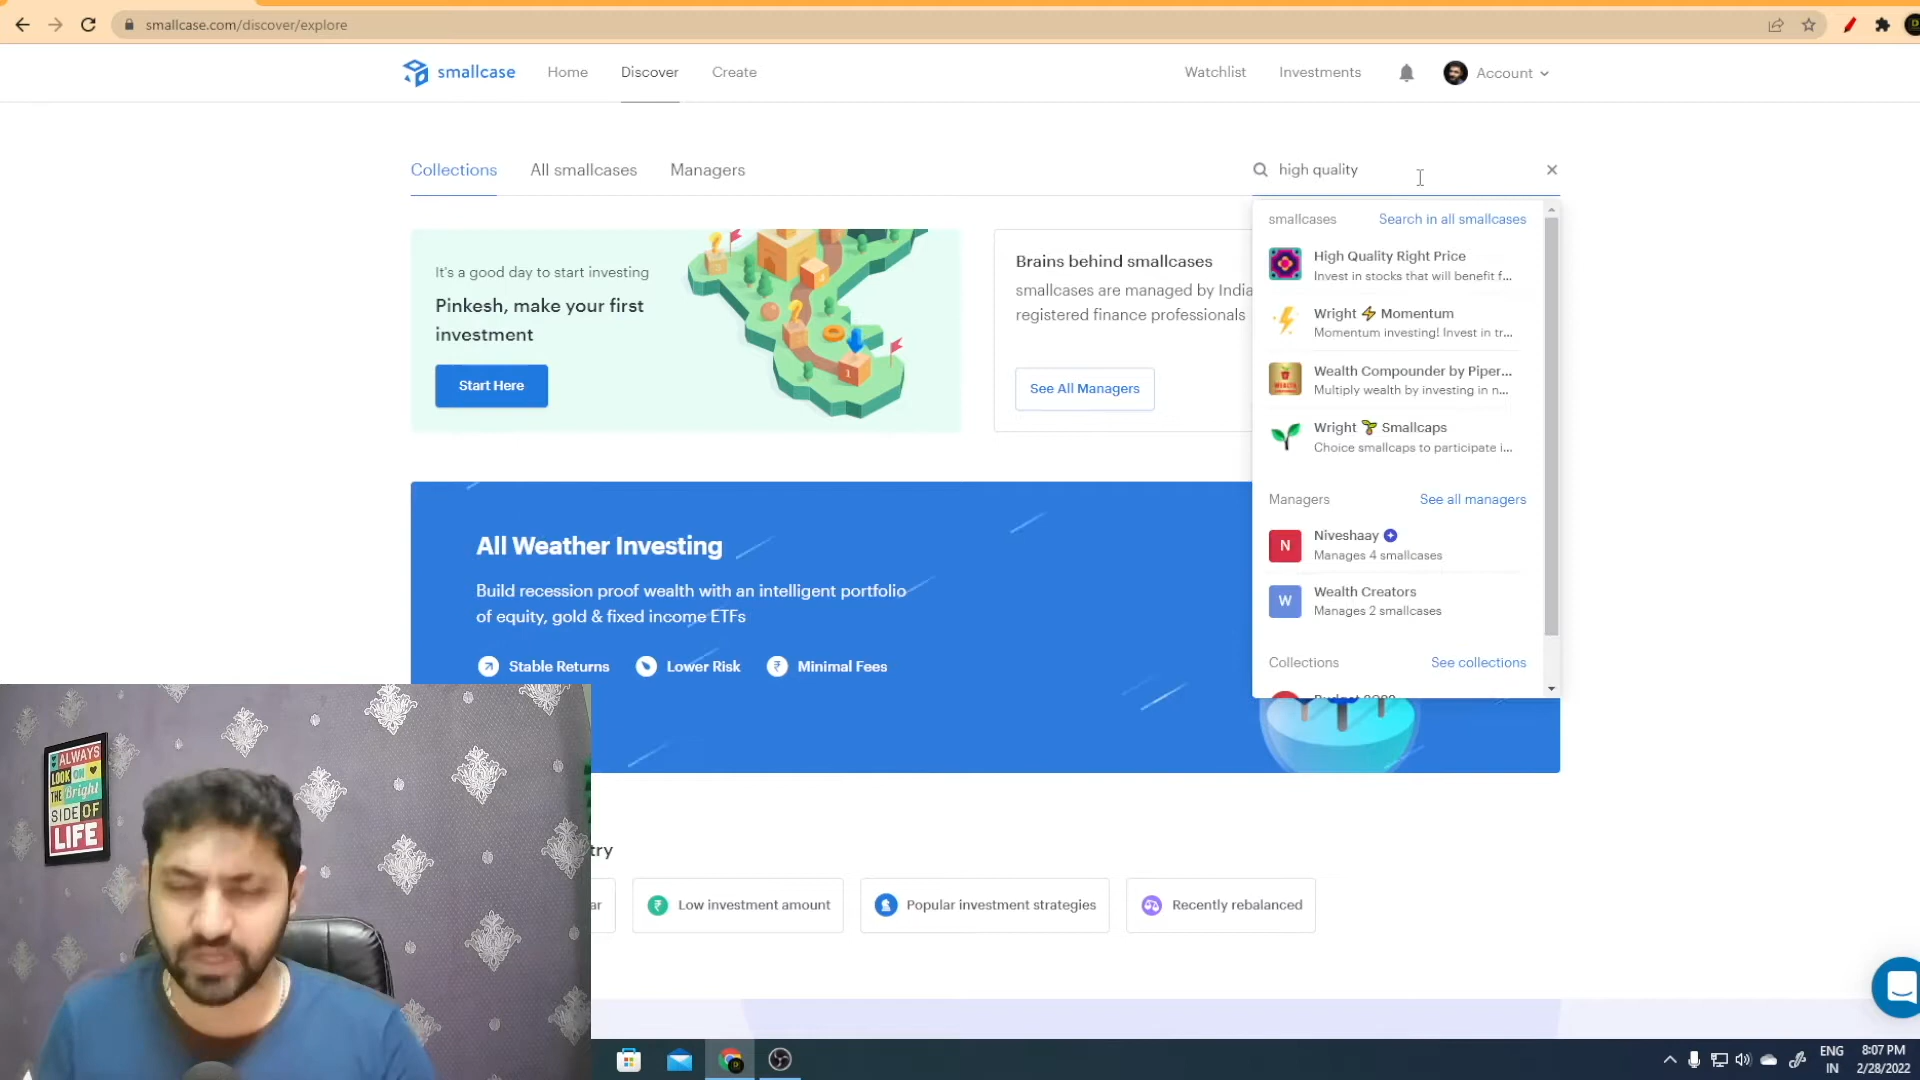 smallcase.com/discover/explore
smallcase Home Discover Create Watchlist Investments Account
Collections All smallcases Managers high quality
It's a good day to start investing
Pinkesh, make your first
investment
Start Here
1
Brains behind smallcases
smallcases are managed by India
registered finance professionals
See All Managers
smallcases Search in all smallcases
High Quality Right Price
Invest in stocks that will benefit f...
Wright ⚡ Momentum
Momentum investing! Invest in tr...
Wealth Compounder by Piper...
Multiply wealth by investing in n...
Wright Smallcaps
Choice smallcaps to participate i...
Managers See all managers
N
Niveshaay
Manages 4 smallcases
W
Wealth Creators
Manages 2 smallcases
Collections See collections
All Weather Investing
Build recession proof wealth with an intelligent portfolio
of equity, gold & fixed income ETFs
Stable Returns Lower Risk ₹ Minimal Fees
try
ar ₹ Low investment amount Popular investment strategies Recently rebalanced
ALWAYS
LOOK ON
THE Bright
SIDE OF
LIFE
ENG
IN
8:07 PM
2/28/2022